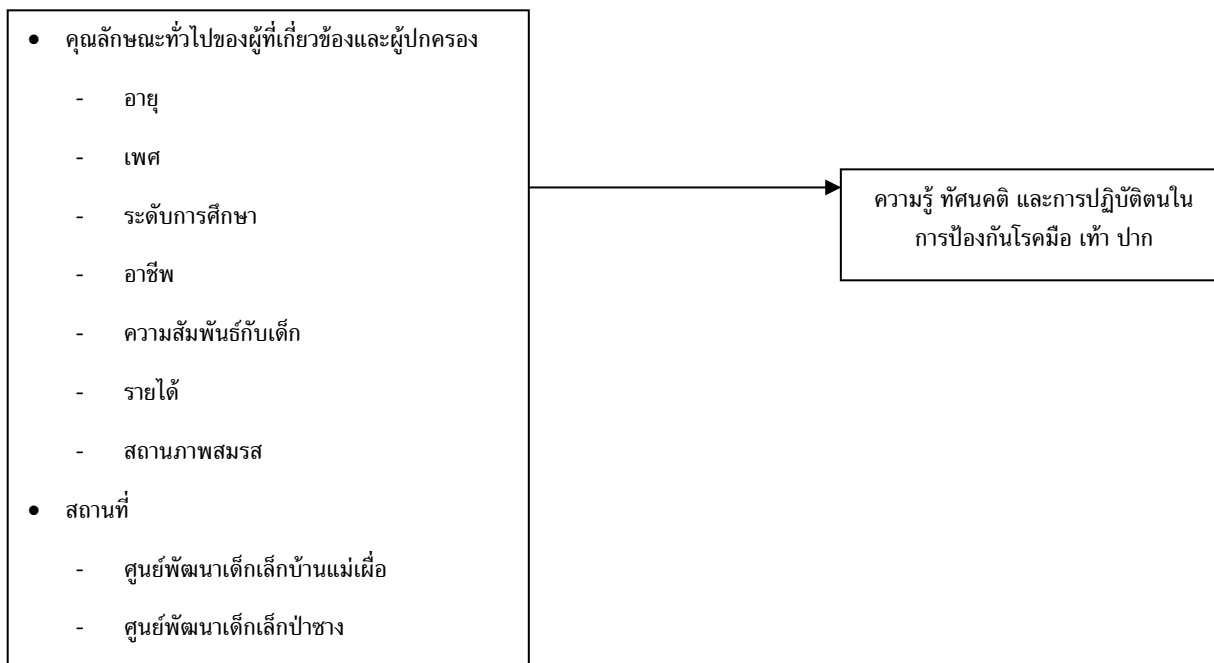 • คุณลักษณะทั่วไปของผู้ที่เกี่ยวข้องและผู้ปกครอง
- อายุ
- เพศ
- ระดับการศึกษา
- อาชีพ
- ความสัมพันธ์กับเด็ก
- รายได้
- สถานภาพสมรส
• สถานที่
- ศูนย์พัฒนาเด็กเล็กบ้านแม่เผื่อ
- ศูนย์พัฒนาเด็กเล็กป่าซาง
ความรู้ ทัศนคติ และการปฏิบัติตนใน
การป้องกันโรคมือ เท้า ปาก